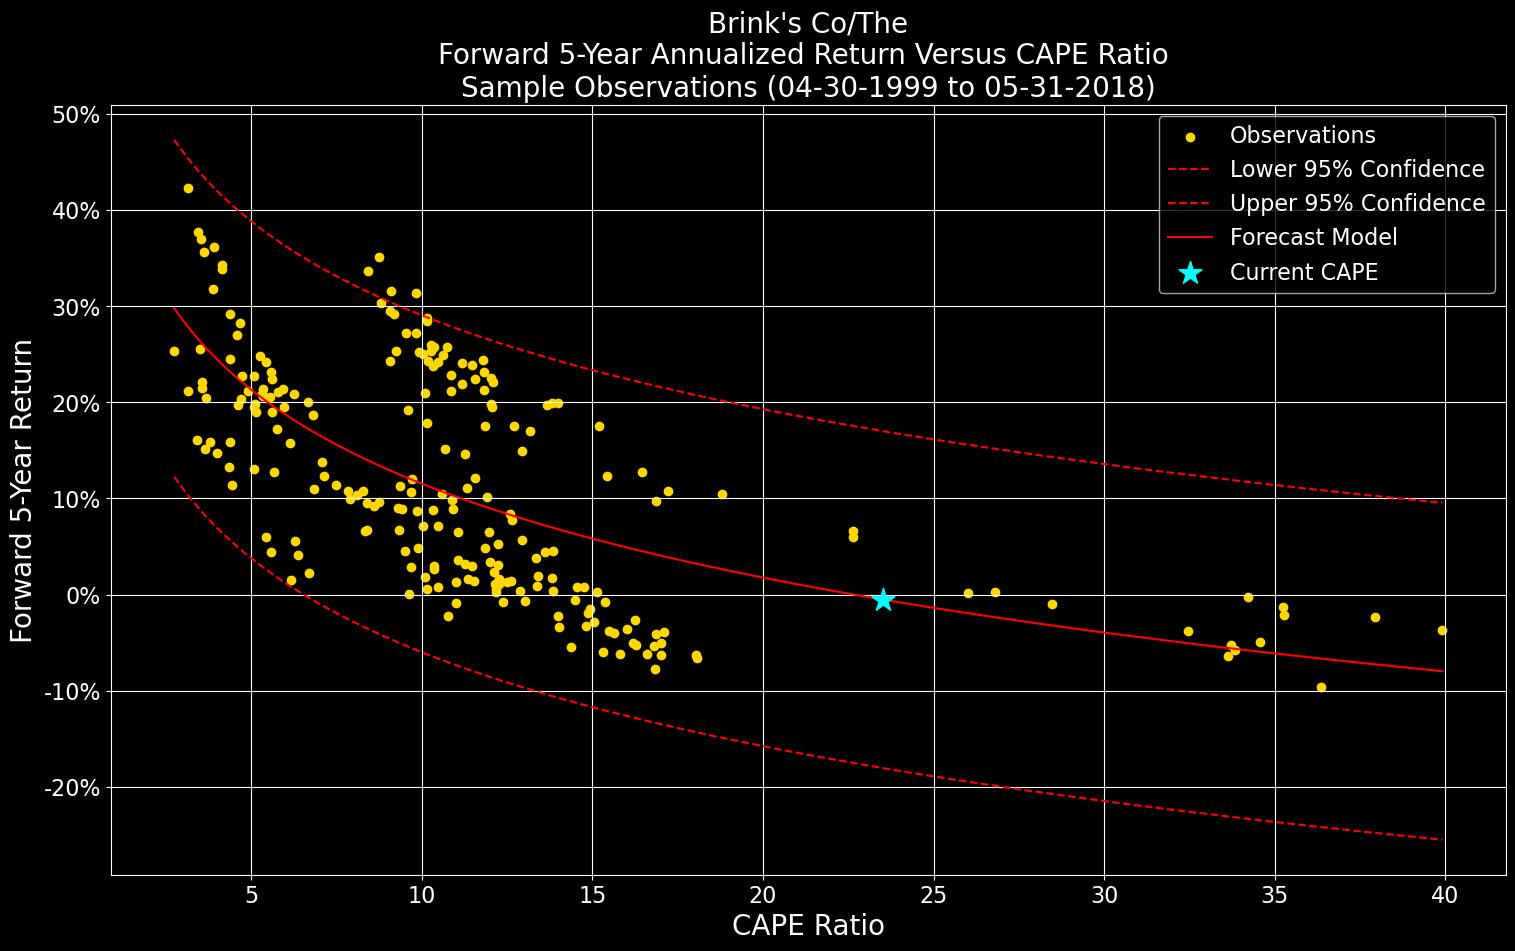 Brink's Co/The
Forward 5-Year Annualized Return Versus CAPE Ratio
Sample Observations (04-30-1999 to 05-31-2018)
50%
40%
30%
20%
10%
0%
-10%
-20%
Forward 5-Year Return
Observations
Lower 95% Confidence
Upper 95% Confidence
Forecast Model
Current CAPE
5 10 15 20 25 30 35 40
CAPE Ratio